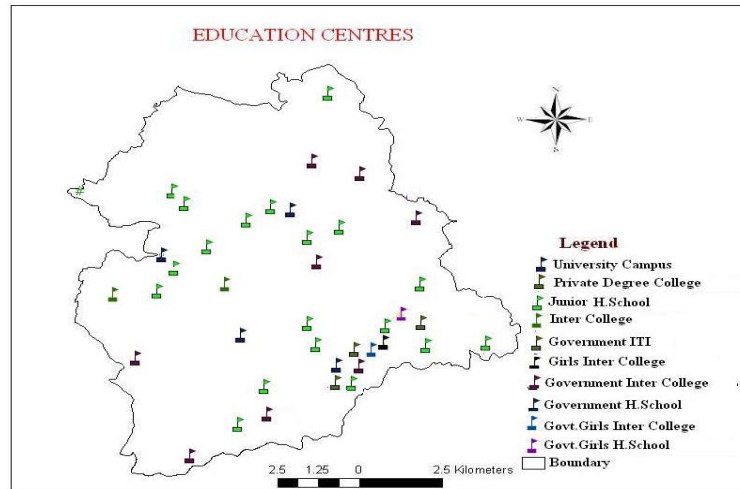 EDUCATION CENTRES
N
W E
S
#
Legend
University Campus
Private Degree College
Junior H.School
Inter College
Government ITI
Girls Inter College
Government Inter College
Government H.School
Govt.Girls Inter College
Govt.Girls H.School
Boundary
2.5 1.25 0 2.5 Kilometers